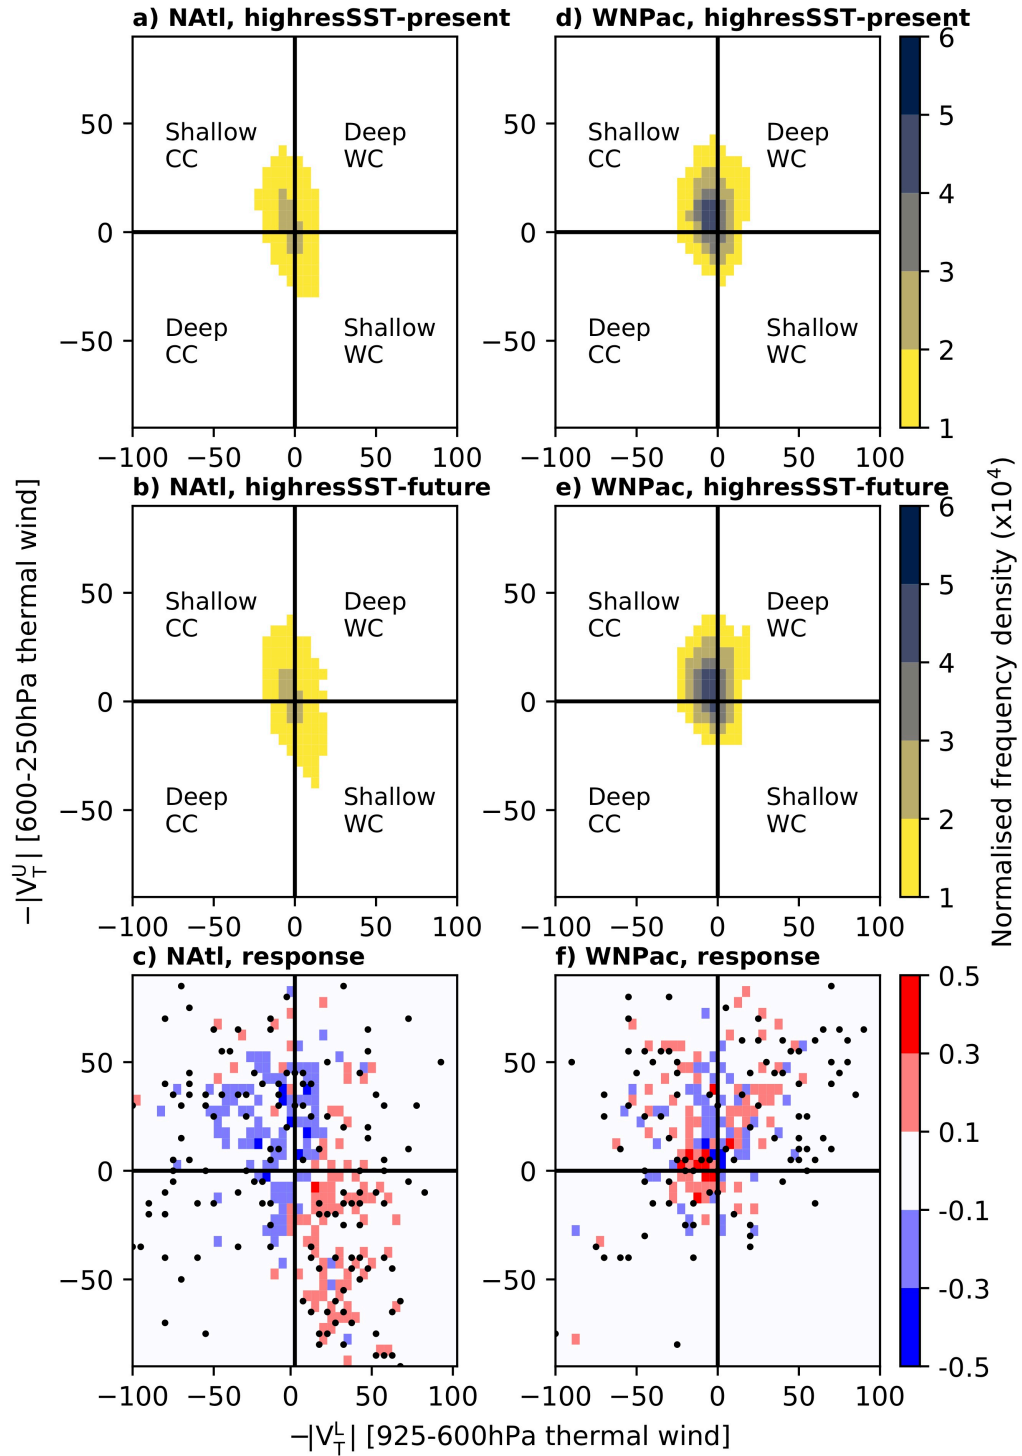 a) NAtl, highresSST-present
d) WNPac, highresSST-present
50
0
−50
Shallow CC
Deep WC
Deep CC
Shallow WC
−100 −50 0 50 100
50
0
−50
Shallow CC
Deep WC
Deep CC
Shallow WC
−100 −50 0 50 100
6
5
4
3
2
1
b) NAtl, highresSST-future
e) WNPac, highresSST-future
50
0
−50
Shallow CC
Deep WC
Deep CC
Shallow WC
−100 −50 0 50 100
50
0
−50
Shallow CC
Deep WC
Deep CC
Shallow WC
−100 −50 0 50 100
6
5
4
3
2
1
c) NAtl, response
f) WNPac, response
50
0
−50
−100 −50 0 50 100
50
0
−50
−100 −50 0 50 100
0.5
0.3
0.1
-0.1
-0.3
-0.5
−|V_T^U| [600-250hPa thermal wind]
−|V_T^L| [925-600hPa thermal wind]
Normalised frequency density (x10⁴)